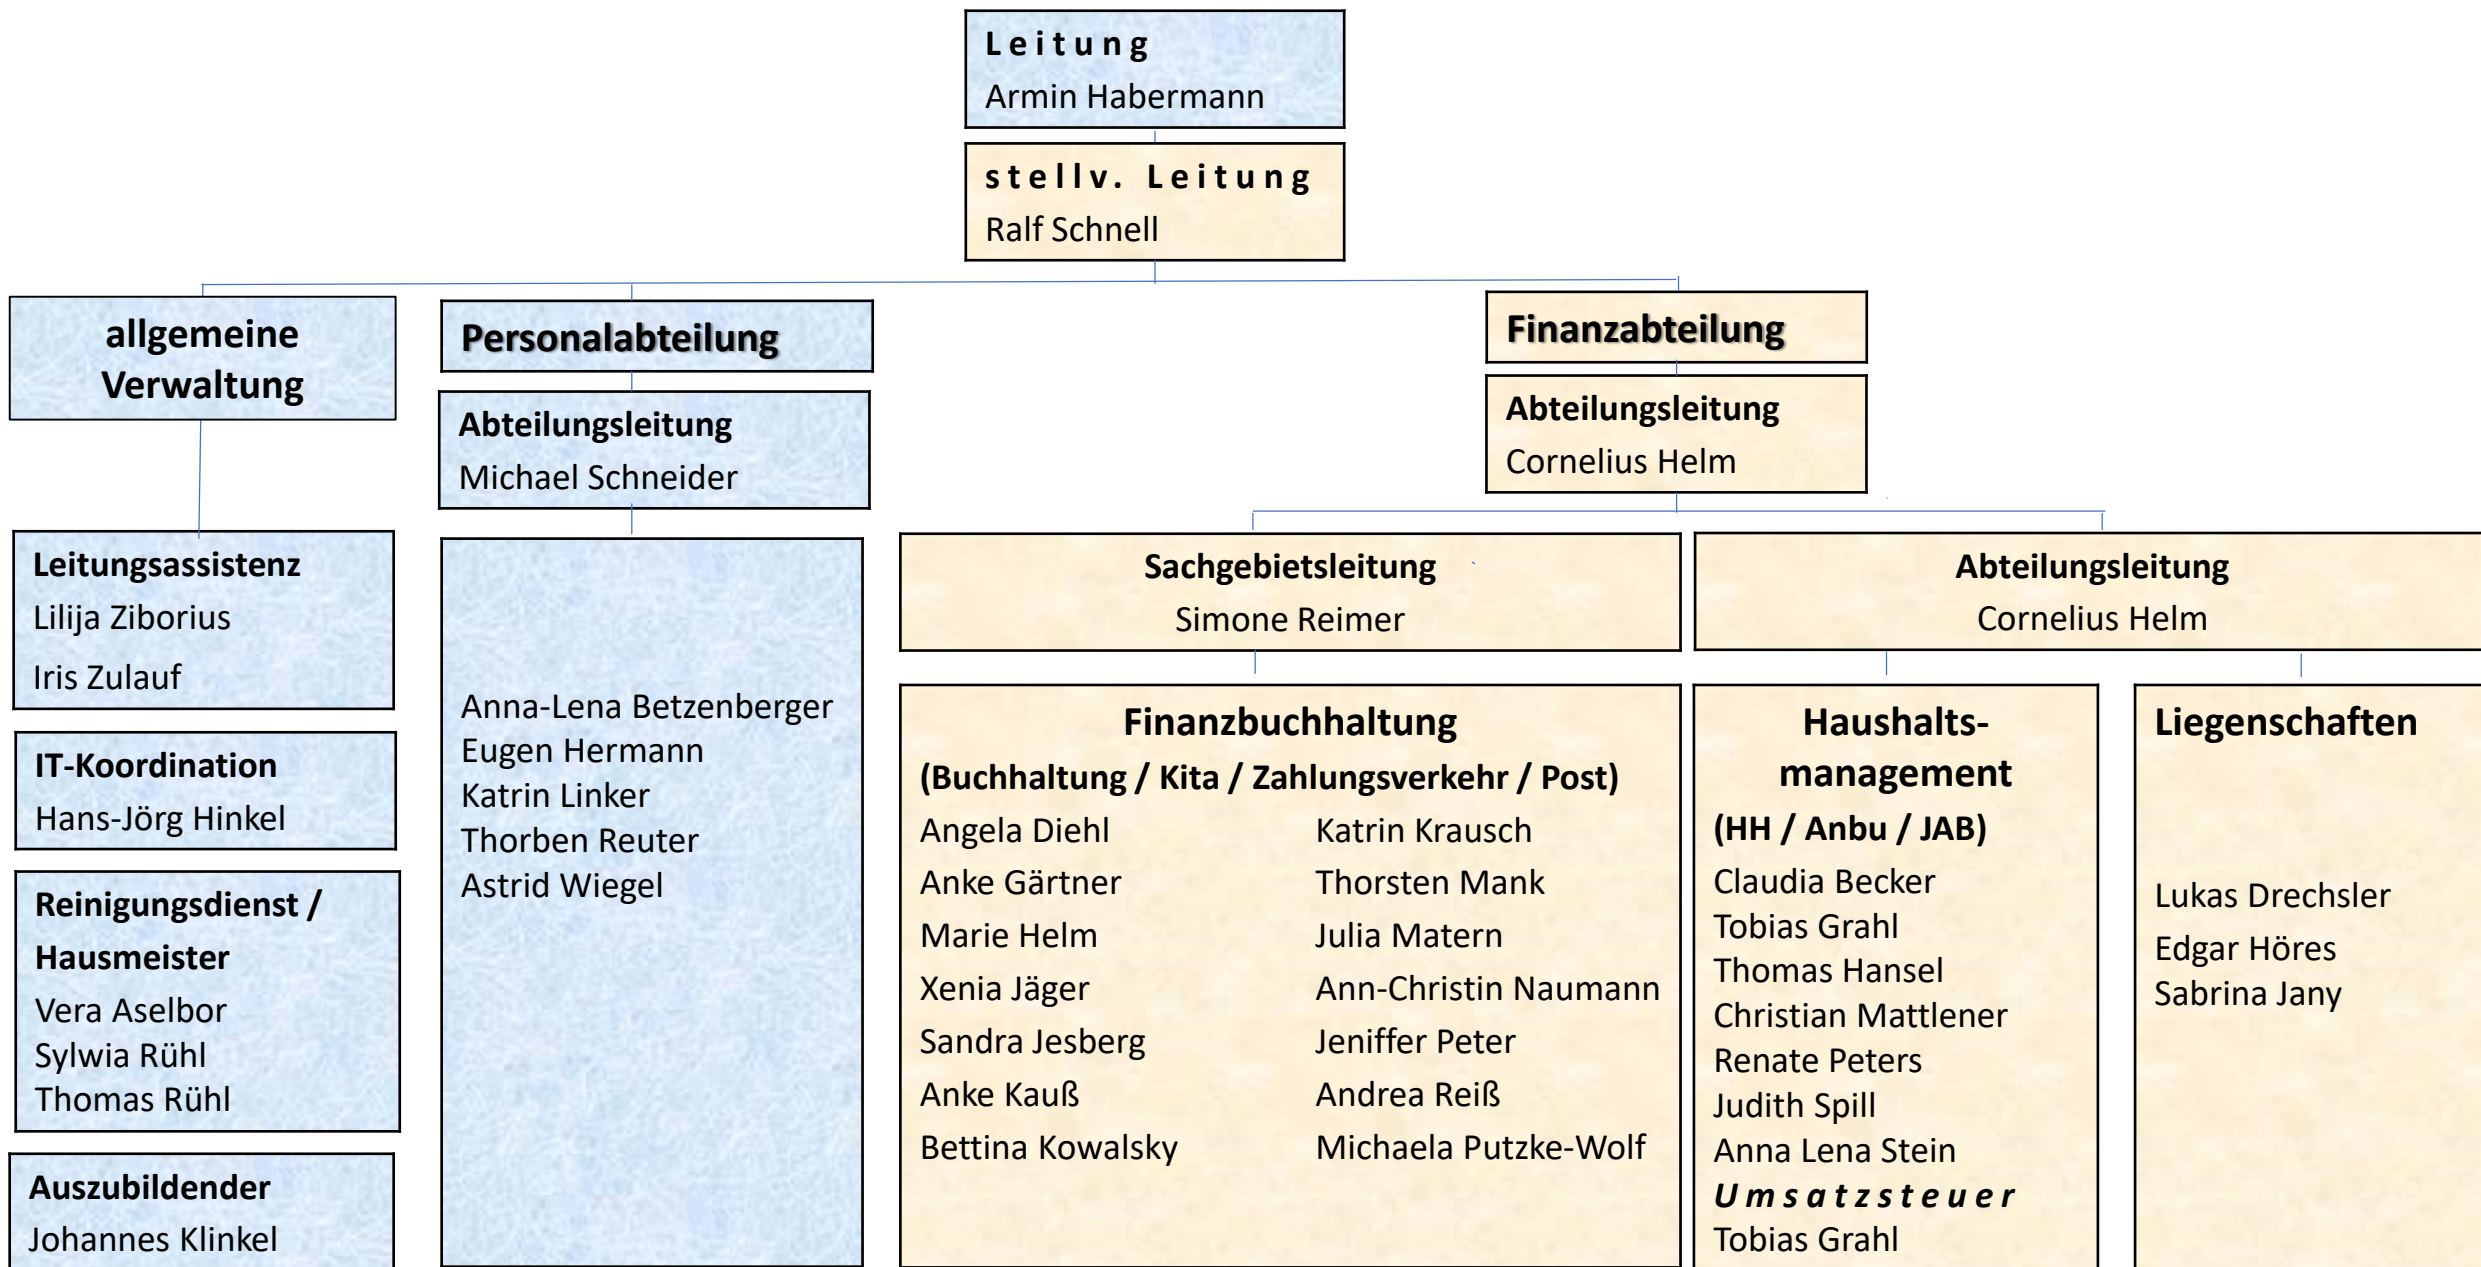 Leitung
Armin Habermann
stellv. Leitung
Ralf Schnell
allgemeine
Verwaltung
Leitungsassistenz
Lilija Ziborius
Iris Zulauf
IT-Koordination
Hans-Jörg Hinkel
Reinigungsdienst /
Hausmeister
Vera Aselbor
Sylwia Rühl
Thomas Rühl
Auszubildender
Johannes Klinkel
Personalabteilung
Abteilungsleitung
Michael Schneider
Anna-Lena Betzenberger
Eugen Hermann
Katrin Linker
Thorben Reuter
Astrid Wiegel
Finanzabteilung
Abteilungsleitung
Cornelius Helm
Sachgebietsleitung
Simone Reimer
Finanzbuchhaltung
(Buchhaltung / Kita / Zahlungsverkehr / Post)
Angela Diehl
Anke Gärtner
Marie Helm
Xenia Jäger
Sandra Jesberg
Anke Kauß
Bettina Kowalsky
Katrin Krausch
Thorsten Mank
Julia Matern
Ann-Christin Naumann
Jeniffer Peter
Andrea Reiß
Michaela Putzke-Wolf
Abteilungsleitung
Cornelius Helm
Haushalts-
management
(HH / Anbu / JAB)
Claudia Becker
Tobias Grahl
Thomas Hansel
Christian Mattlener
Renate Peters
Judith Spill
Anna Lena Stein
Umsatzsteuer
Tobias Grahl
Liegenschaften
Lukas Drechsler
Edgar Höres
Sabrina Jany